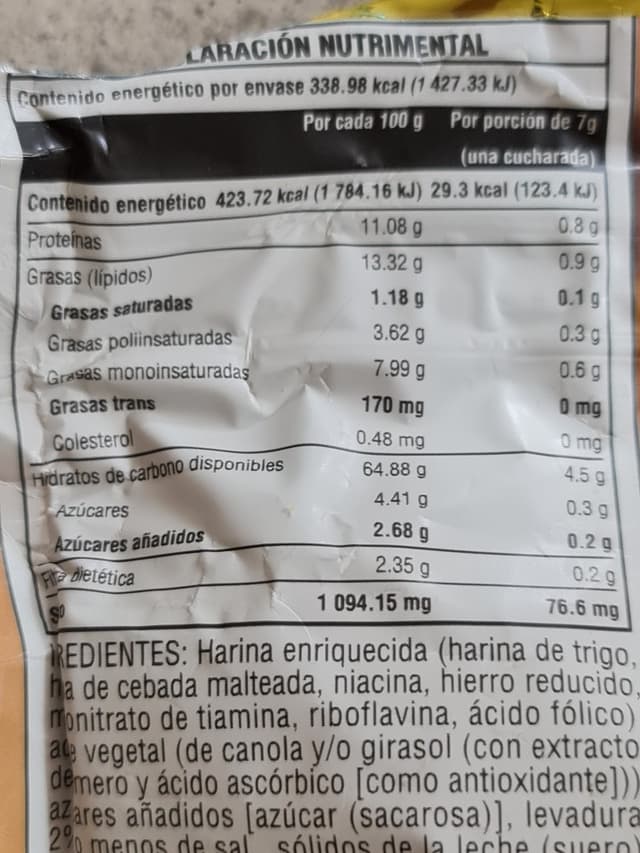 LARACIÓN NUTRIMENTAL
Contenido energético por envase 338.98 kcal (1 427.33 kJ)
Por cada 100 g Por porción de 7g
(una cucharada)
Contenido energético 423.72 kcal (1 784.16 kJ) 29.3 kcal (123.4 kJ)
Proteínas 11.08 g 0.8 g
Grasas (lípidos) 13.32 g 0.9 g
Grasas saturadas 1.18 g 0.1 g
Grasas poliinsaturadas 3.62 g 0.3 g
Grasas monoinsaturadas 7.99 g 0.6 g
Grasas trans 170 mg 0 mg
Colesterol 0.48 mg 0 mg
Hidratos de carbono disponibles 64.88 g 4.5 g
Azúcares 4.41 g 0.3 g
Azúcares añadidos 2.68 g 0.2 g
dietética 2.35 g 0.2 g
1 094.15 mg 76.6 mg
REDIENTES: Harina enriquecida (harina de trigo,
de cebada malteada, niacina, hierro reducido,
monitrato de tiamina, riboflavina, ácido fólico)
vegetal (de canola y/o girasol (con extracto
y ácido ascórbico [como antioxidante]))
añadidos [azúcar (sacarosa)], levadura
2% menos de sal, sólidos de la leche (suero)